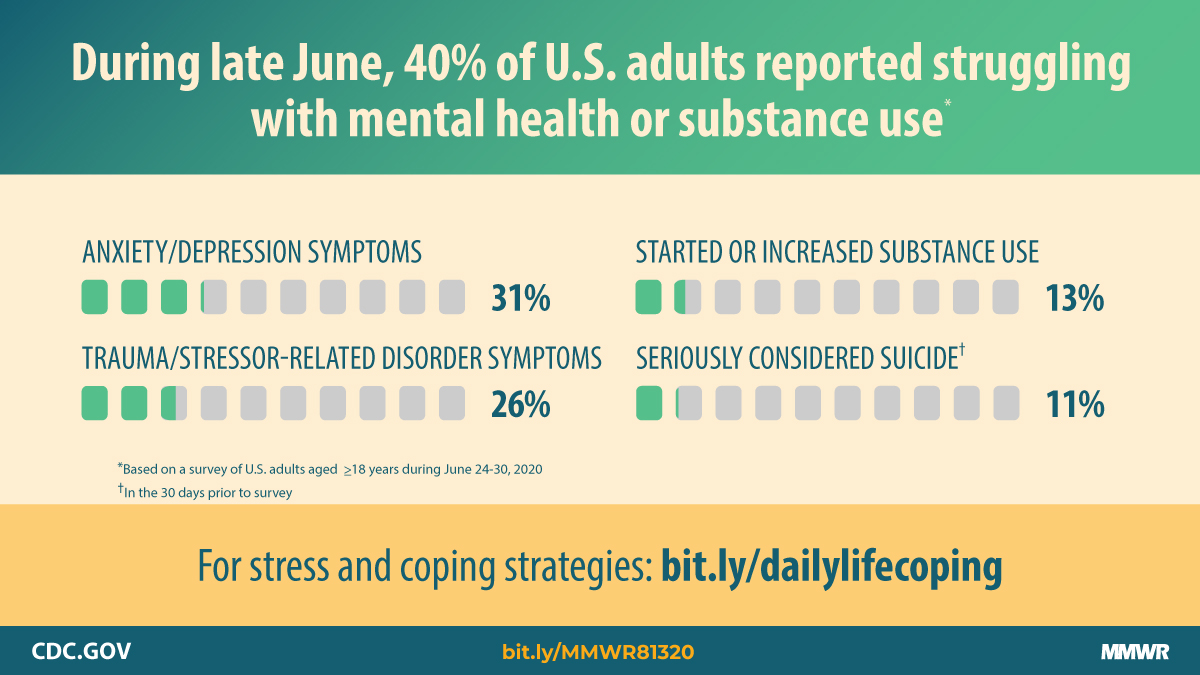 During late June, 40% of U.S. adults reported struggling
with mental health or substance use*
ANXIETY/DEPRESSION SYMPTOMS
31%
TRAUMA/STRESSOR-RELATED DISORDER SYMPTOMS
26%
STARTED OR INCREASED SUBSTANCE USE
13%
SERIOUSLY CONSIDERED SUICIDE†
11%
*Based on a survey of U.S. adults aged ≥18 years during June 24-30, 2020
†In the 30 days prior to survey
For stress and coping strategies: bit.ly/dailylifecoping
CDC.GOV
bit.ly/MMWR81320
MMWR